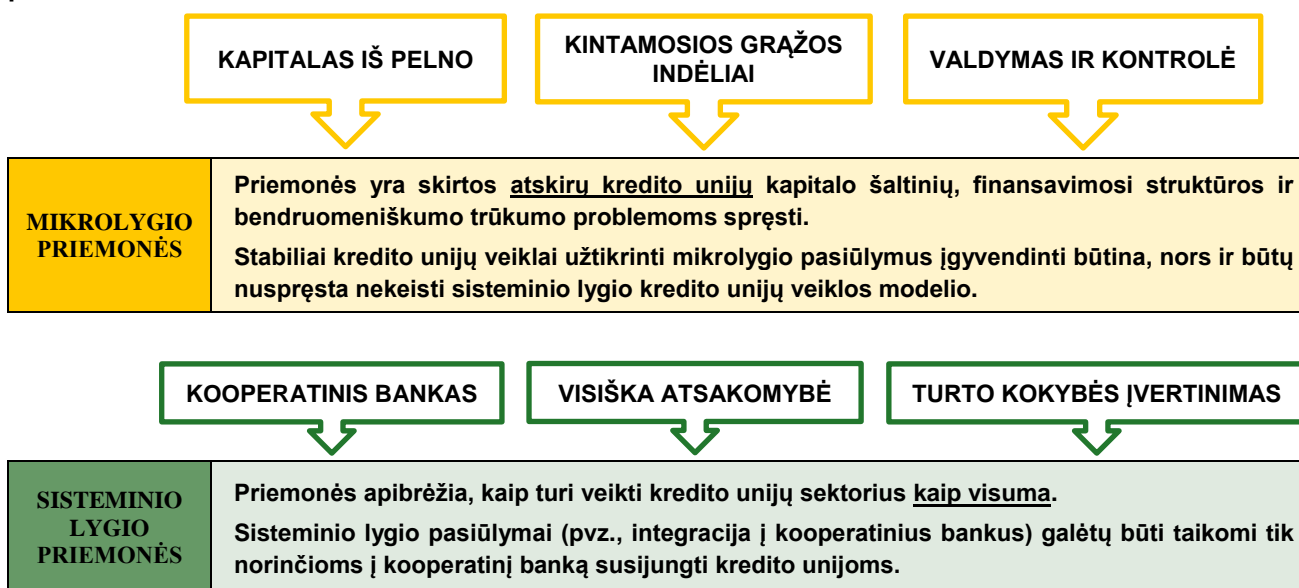 KAPITALAS IŠ PELNO
KINTAMOSIOS GRĄŽOS
INDĖLIAI
VALDYMAS IR KONTROLĖ
MIKROLYGIO
PRIEMONĖS
Priemonės yra skirtos atskirų kredito unijų kapitalo šaltinių, finansavimosi struktūros ir
bendruomeniškumo trūkumo problemoms spręsti.
Stabiliai kredito unijų veiklai užtikrinti mikrolygio pasiūlymus įgyvendinti būtina, nors ir būtų
nuspręsta nekeisti sisteminio lygio kredito unijų veiklos modelio.
KOOPERATINIS BANKAS
VISIŠKA ATSAKOMYBĖ
TURTO KOKYBĖS ĮVERTINIMAS
SISTEMINIO
LYGIO
PRIEMONĖS
Priemonės apibrėžia, kaip turi veikti kredito unijų sektorius kaip visuma.
Sisteminio lygio pasiūlymai (pvz., integracija į kooperatinius bankus) galėtų būti taikomi tik
norinčioms į kooperatinį banką susijungti kredito unijoms.